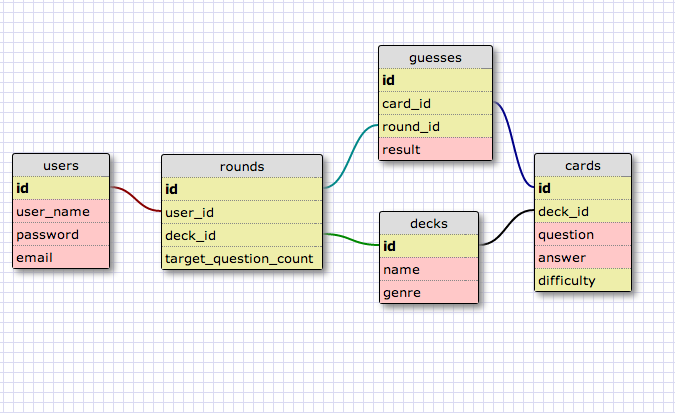 users
id
user_name
password
email
rounds
id
user_id
deck_id
target_question_count
guesses
id
card_id
round_id
result
decks
id
name
genre
cards
id
deck_id
question
answer
difficulty